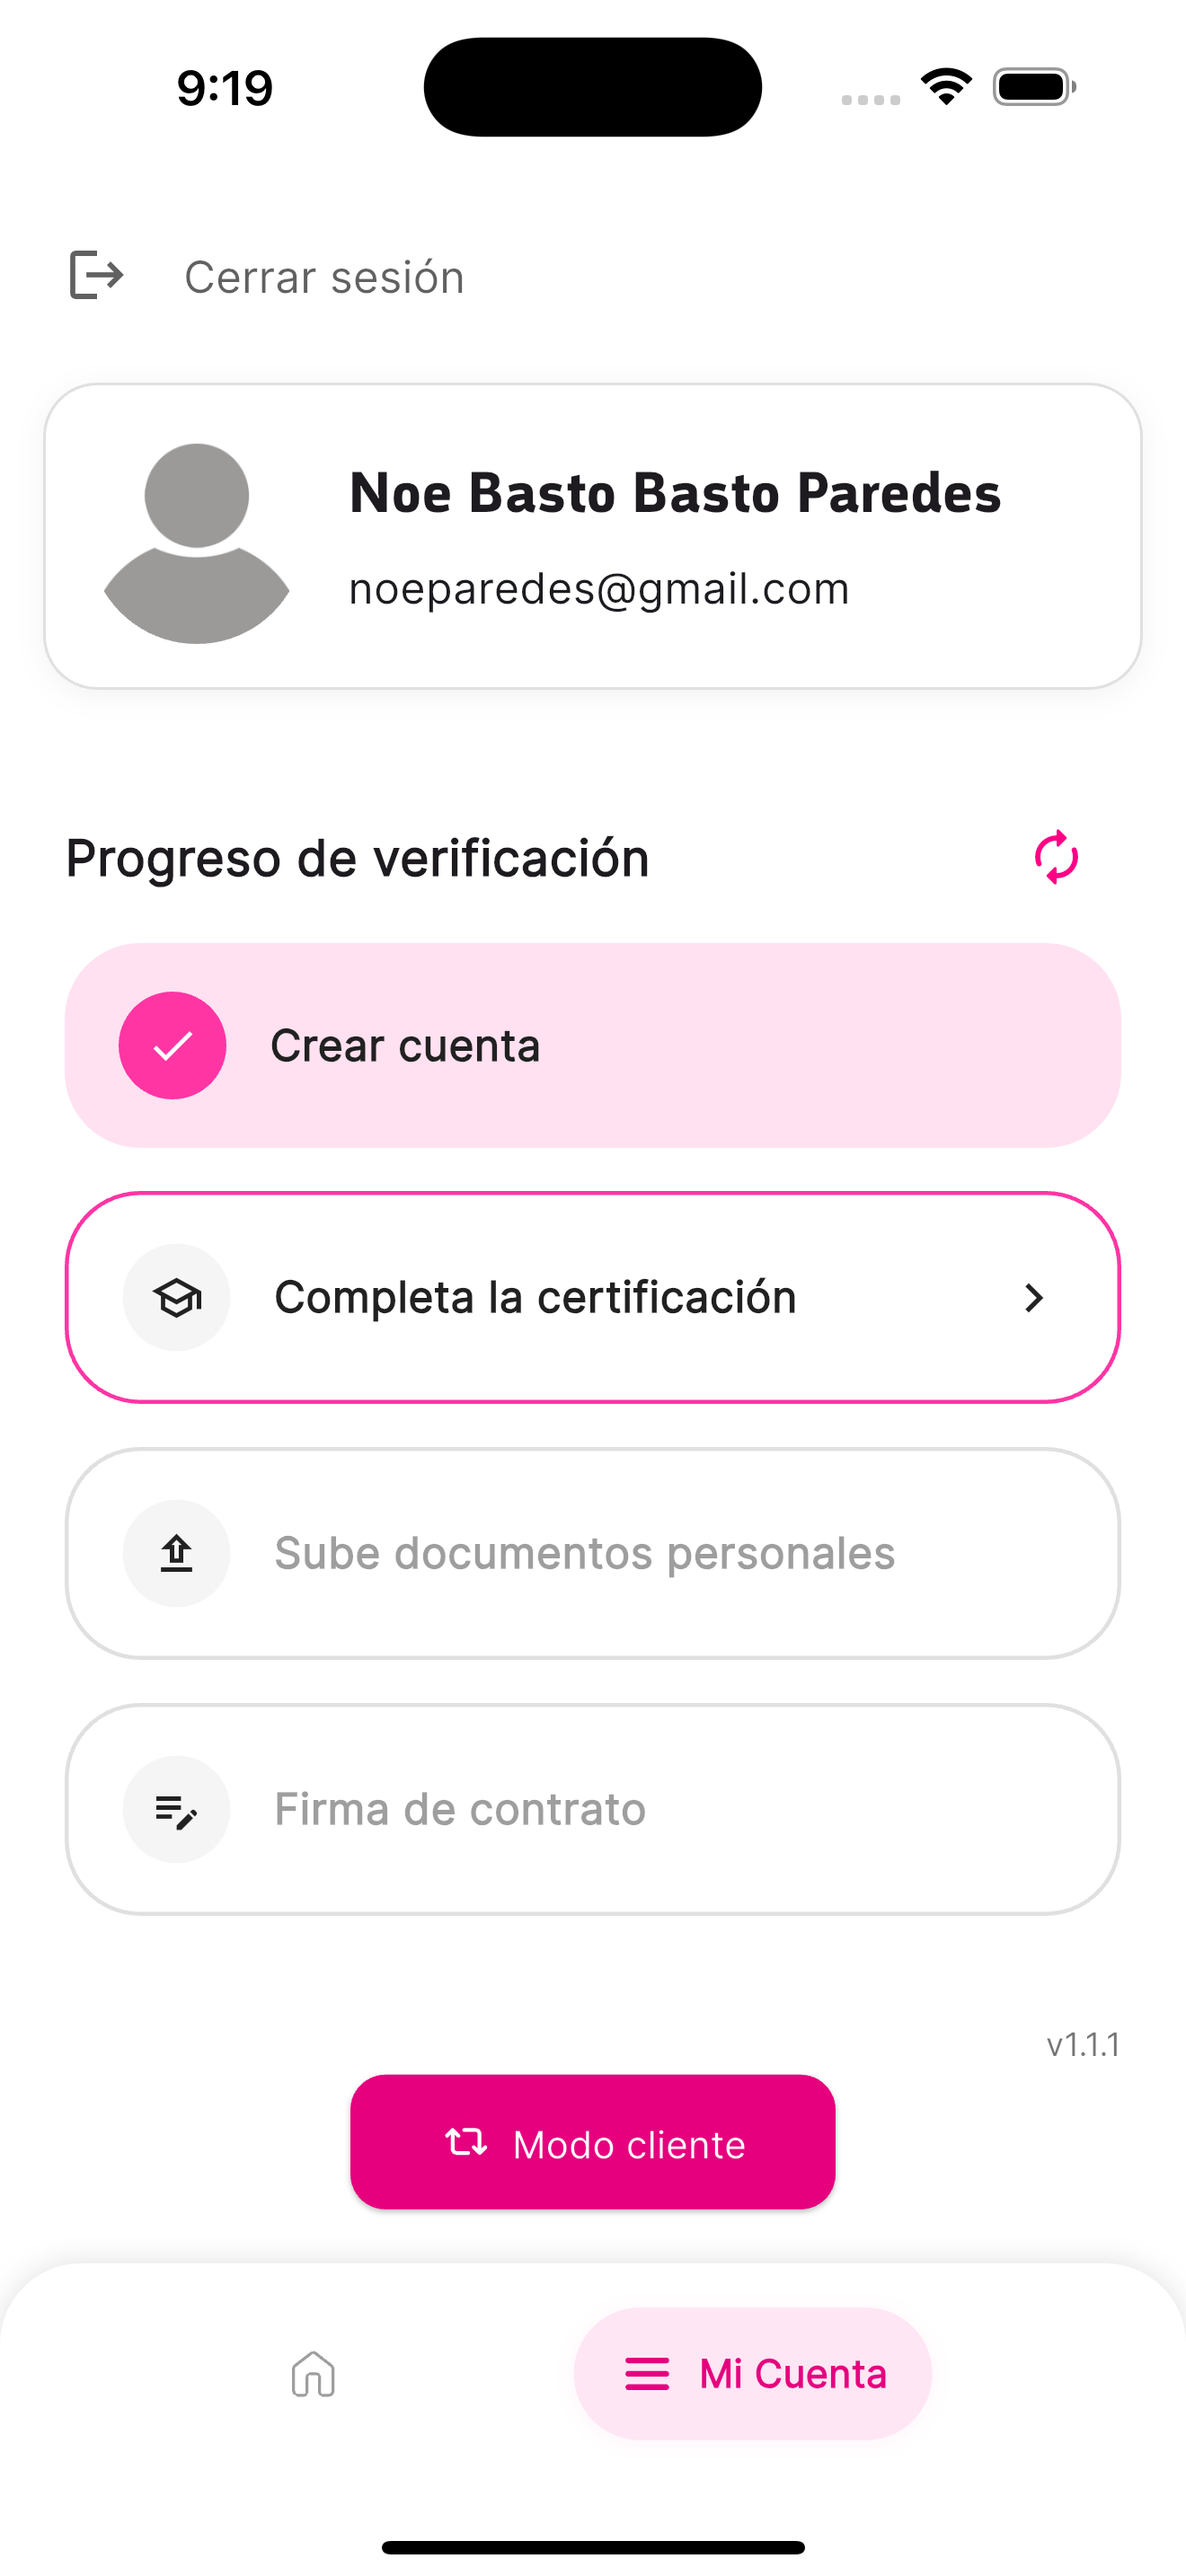 9:19
Cerrar sesión
Noe Basto Basto Paredes
noeparedes@gmail.com
Progreso de verificación
Crear cuenta
Completa la certificación
Sube documentos personales
Firma de contrato
v1.1.1
Modo cliente
Mi Cuenta